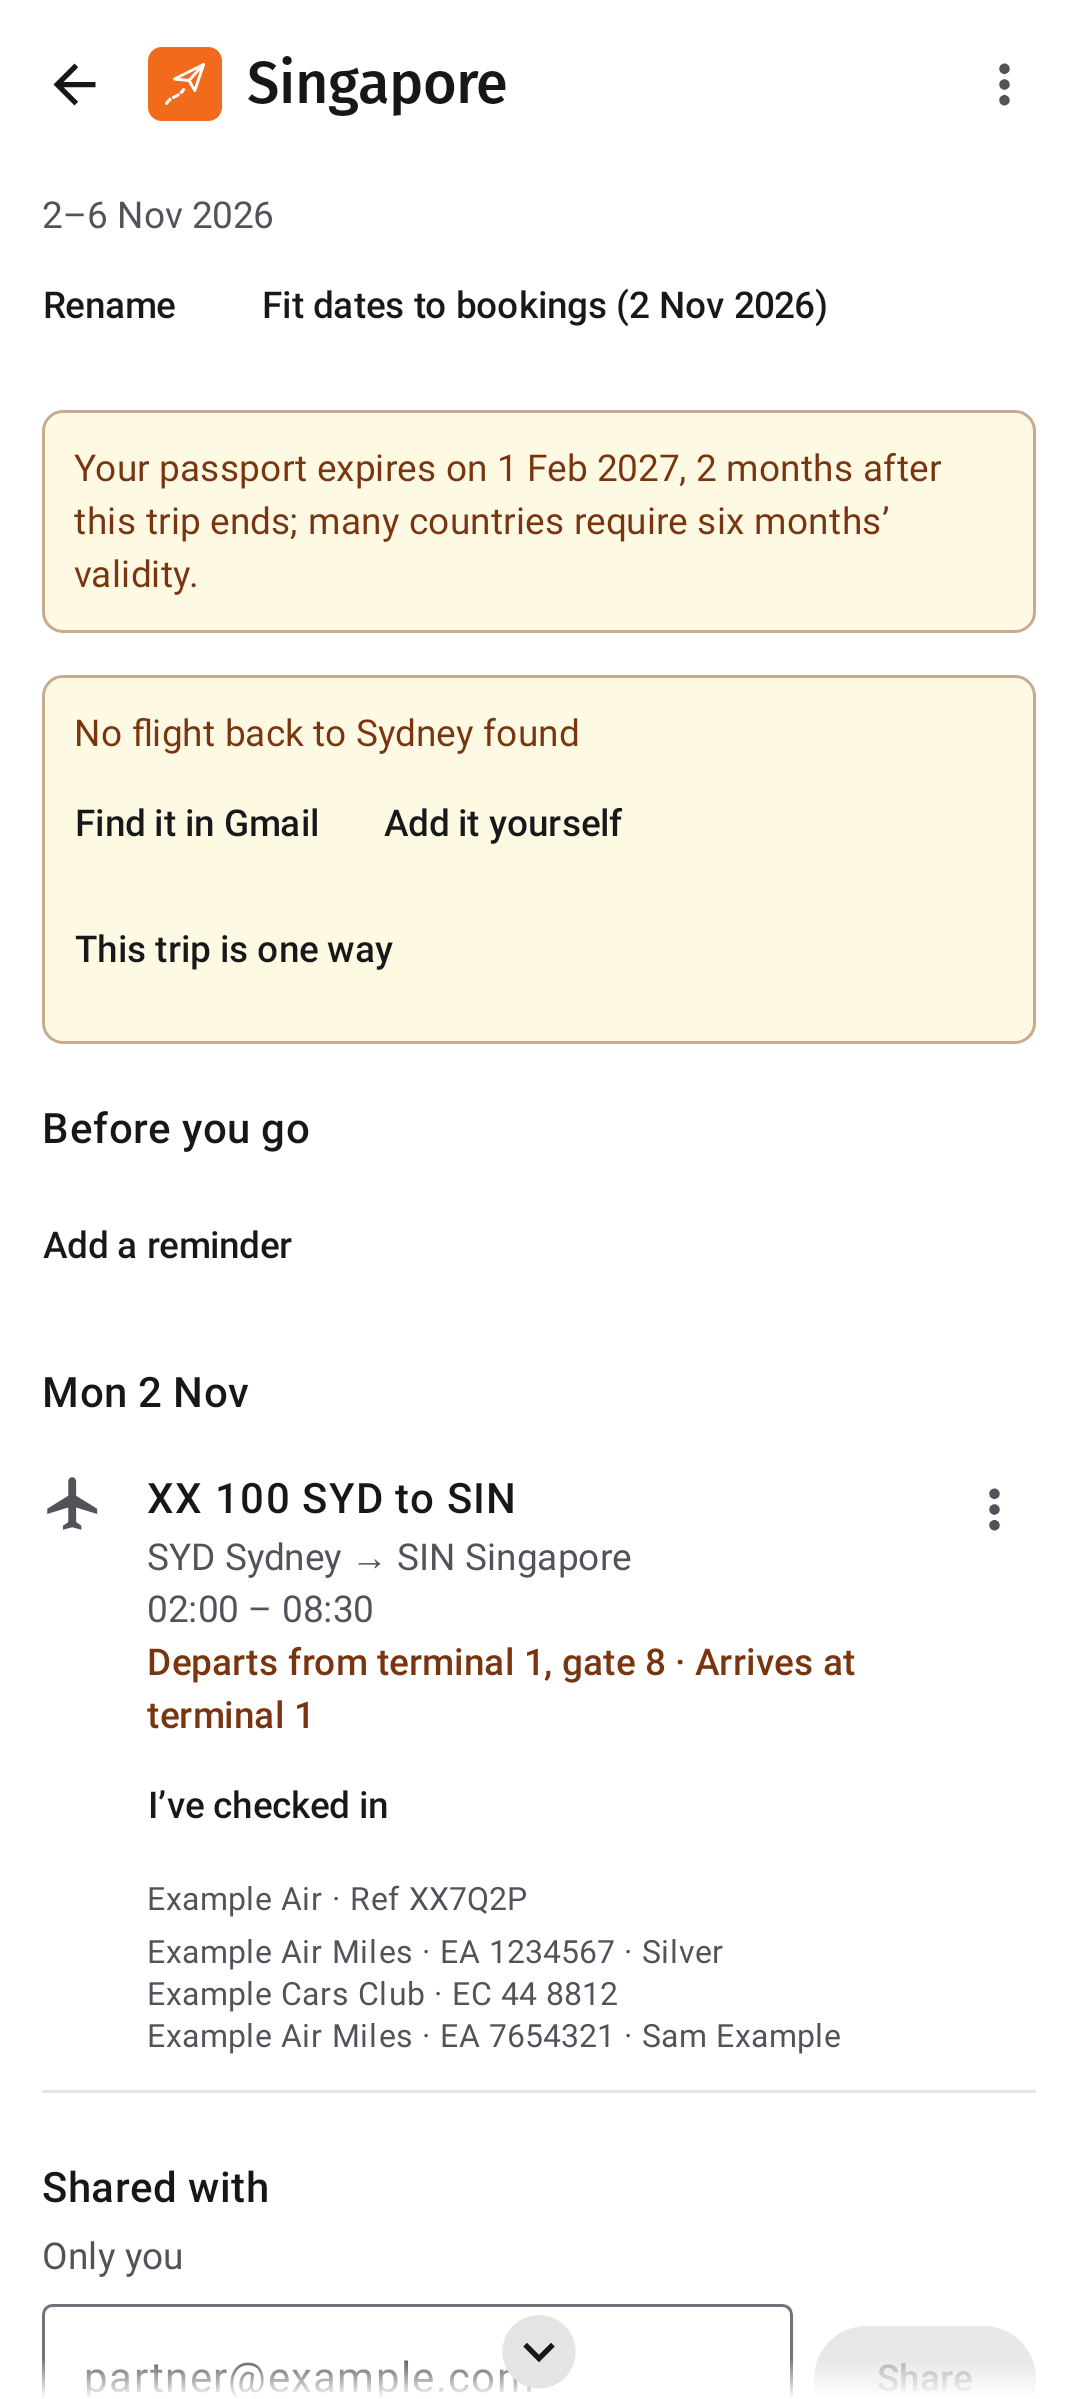 Singapore
2–6 Nov 2026
Rename Fit dates to bookings (2 Nov 2026)
Your passport expires on 1 Feb 2027, 2 months after
this trip ends; many countries require six months’
validity.
No flight back to Sydney found
Find it in Gmail Add it yourself
This trip is one way
Before you go
Add a reminder
Mon 2 Nov
XX 100 SYD to SIN
SYD Sydney → SIN Singapore
02:00 – 08:30
Departs from terminal 1, gate 8 · Arrives at
terminal 1
I’ve checked in
Example Air · Ref XX7Q2P
Example Air Miles · EA 1234567 · Silver
Example Cars Club · EC 44 8812
Example Air Miles · EA 7654321 · Sam Example
Shared with
Only you
partner@example.com Share